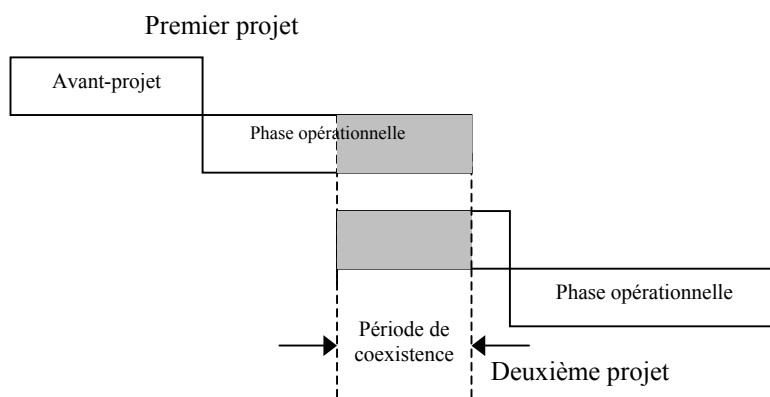 Premier projet
Avant-projet
Phase opérationnelle
Phase opérationnelle
Période de
coexistence
Deuxième projet